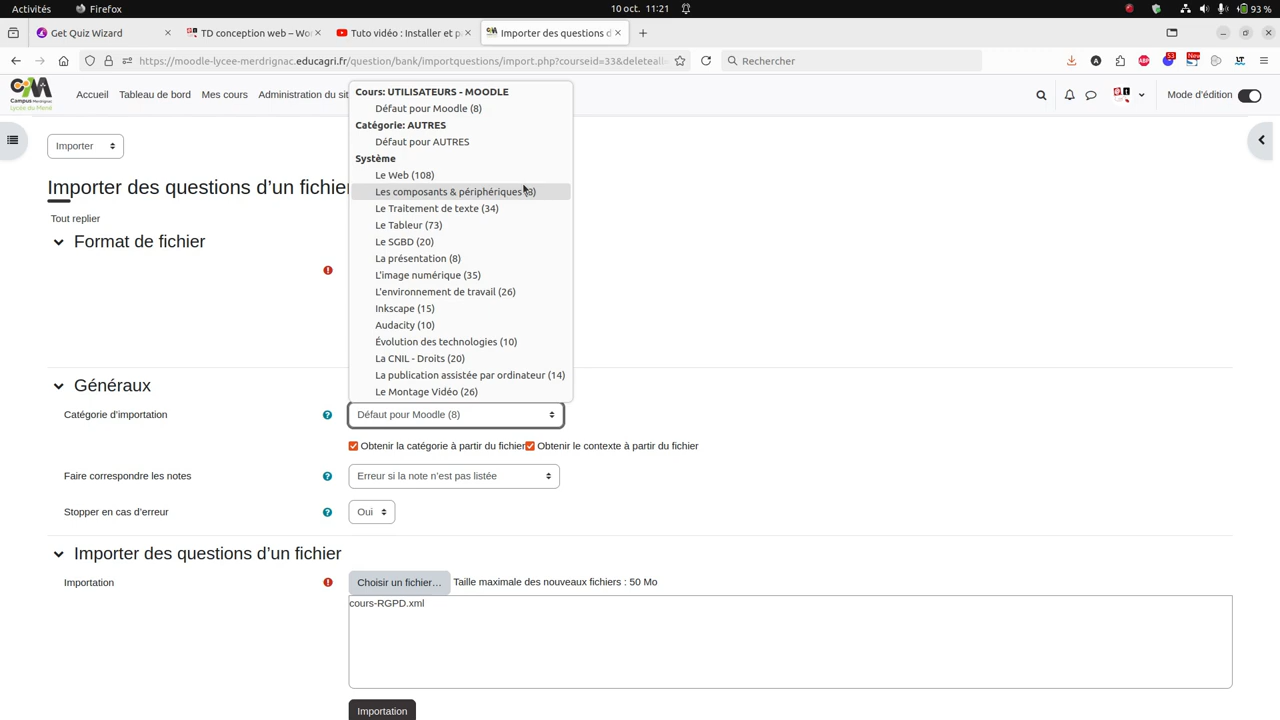 Activités Firefox 10 oct. 11:21 93 %
Get Quiz Wizard × TD conception web – Wo × Tuto vidéo : Installer et p × Importer des questions d × +
https://moodle-lycee-merdrignac.educagri.fr/question/bank/importquestions/import.php?courseid=33&deleteall Rechercher 53 New
Campus Merdrignac
Lycée du Mené
Accueil Tableau de bord Mes cours Administration du sit Mode d'édition
Importer
Importer des questions d'un fichier
Tout replier
Format de fichier
Cours: UTILISATEURS - MOODLE
Défaut pour Moodle (8)
Catégorie: AUTRES
Défaut pour AUTRES
Système
Le Web (108)
Les composants & périphériques (8)
Le Traitement de texte (34)
Le Tableur (73)
Le SGBD (20)
La présentation (8)
L'image numérique (35)
L'environnement de travail (26)
Inkscape (15)
Audacity (10)
Évolution des technologies (10)
La CNIL - Droits (20)
La publication assistée par ordinateur (14)
Le Montage Vidéo (26)
Généraux
Catégorie d'importation Défaut pour Moodle (8)
Obtenir la catégorie à partir du fichier Obtenir le contexte à partir du fichier
Faire correspondre les notes Erreur si la note n'est pas listée
Stopper en cas d'erreur Oui
Importer des questions d'un fichier
Importation Choisir un fichier… Taille maximale des nouveaux fichiers : 50 Mo
cours-RGPD.xml
Importation